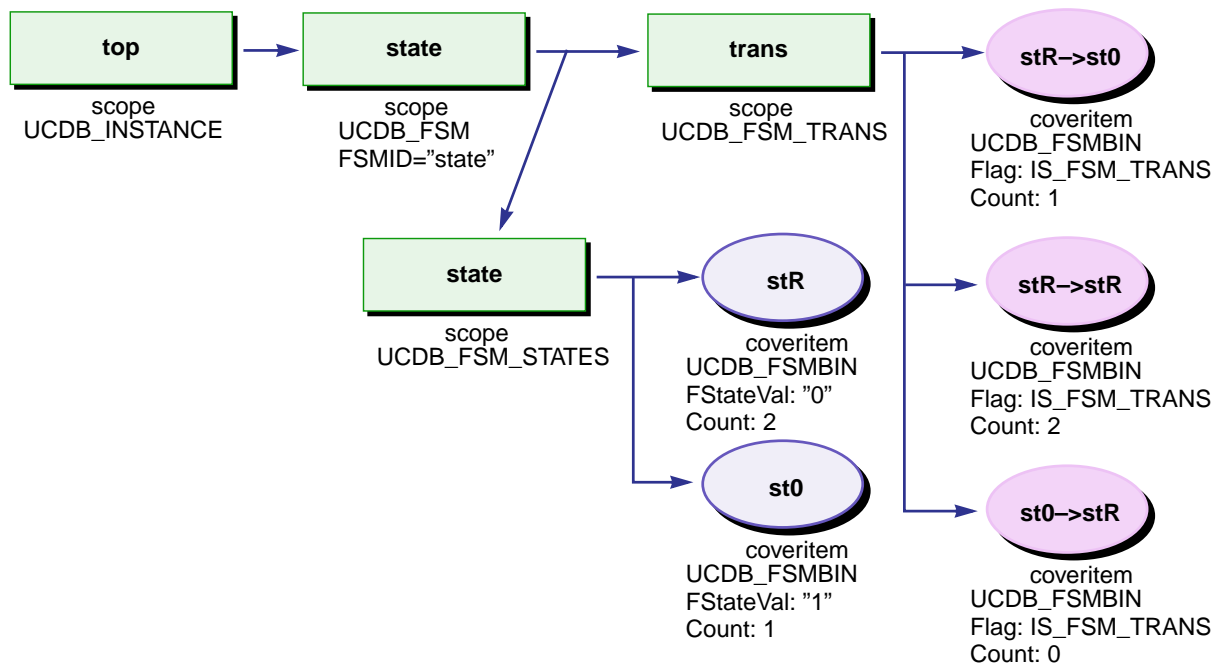 top
scope
UCDB_INSTANCE
state
scope
UCDB_FSM
FSMID=”state”
trans
scope
UCDB_FSM_TRANS
stR–>st0
coveritem
UCDB_FSMBIN
Flag: IS_FSM_TRANS
Count: 1
state
scope
UCDB_FSM_STATES
stR
coveritem
UCDB_FSMBIN
FStateVal: ”0”
Count: 2
stR–>stR
coveritem
UCDB_FSMBIN
Flag: IS_FSM_TRANS
Count: 2
st0
coveritem
UCDB_FSMBIN
FStateVal: ”1”
Count: 1
st0–>stR
coveritem
UCDB_FSMBIN
Flag: IS_FSM_TRANS
Count: 0